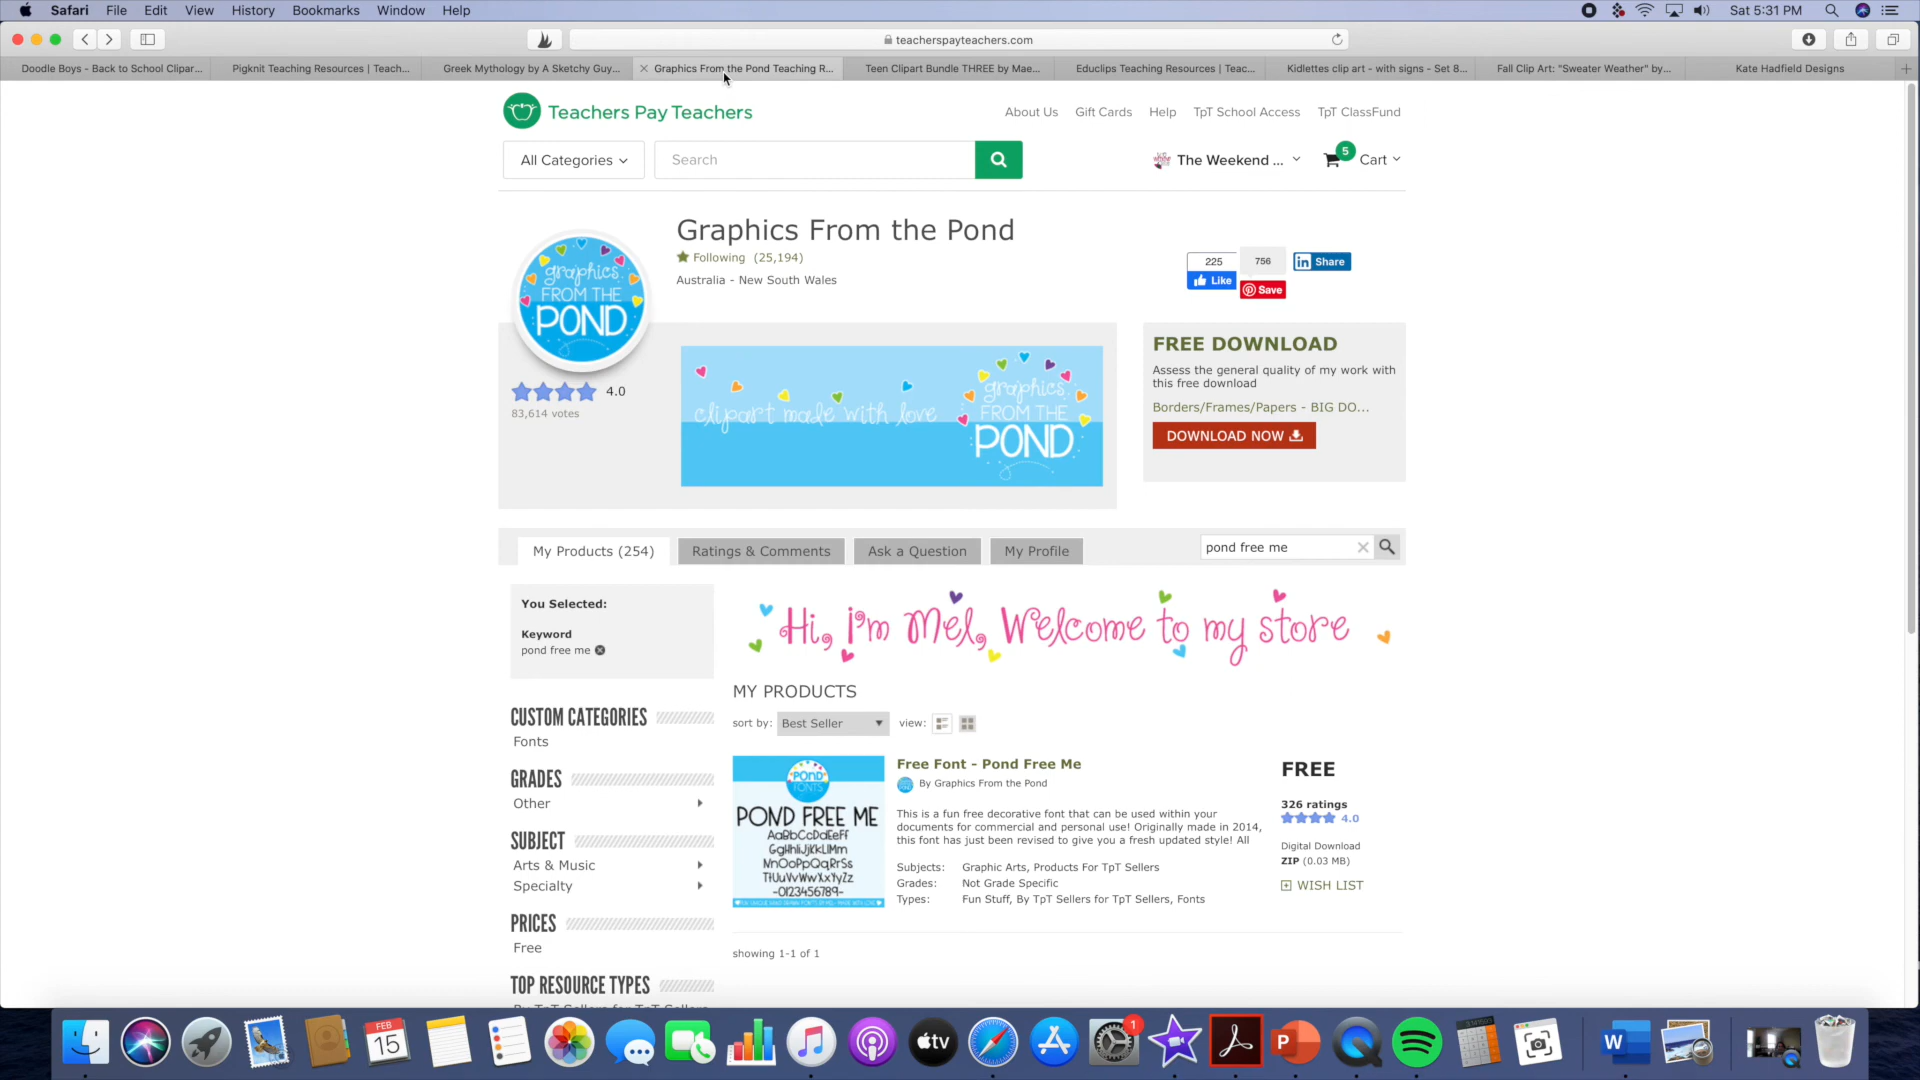 Safari File Edit View History Bookmarks Window Help
Sat 5:31 PM
teacherspayteachers.com
Doodle Boys - Back to School Clipar...
Pigknit Teaching Resources | Teach...
Greek Mythology by A Sketchy Guy...
Graphics From the Pond Teaching R...
Teen Clipart Bundle THREE by Mae...
Educlips Teaching Resources | Teac...
Kidlettes clip art - with signs - Set 8...
Fall Clip Art: "Sweater Weather" by...
Kate Hadfield Designs
Teachers Pay Teachers
About Us Gift Cards Help TpT School Access TpT ClassFund
All Categories
Search
The Weekend ...
5
Cart
Graphics From the Pond
Following (25,194)
Australia - New South Wales
225
Like
756
Save
in Share
graphics
FROM THE
POND
4.0
83,614 votes
clipart made with love
graphics
FROM THE
POND
FREE DOWNLOAD
Assess the general quality of my work with
this free download
Borders/Frames/Papers - BIG DO...
DOWNLOAD NOW
My Products (254)
Ratings & Comments
Ask a Question
My Profile
pond free me
You Selected:
Keyword
pond free me
Hi, I'm Mel, Welcome to my store
CUSTOM CATEGORIES
Fonts
GRADES
Other
SUBJECT
Arts & Music
Specialty
PRICES
Free
TOP RESOURCE TYPES
MY PRODUCTS
sort by: Best Seller view:
POND
FONTS
POND FREE ME
AaBbCcDdEeFf
GgHhIiJjKkLlMm
NnOoPpQqRrSs
TtUuVvWwXxYyZz
-0123456789-
Free Font - Pond Free Me
By Graphics From the Pond
This is a fun free decorative font that can be used within your
documents for commercial and personal use! Originally made in 2014,
this font has just been revised to give you a fresh updated style! All
Subjects: Graphic Arts, Products For TpT Sellers
Grades: Not Grade Specific
Types: Fun Stuff, By TpT Sellers for TpT Sellers, Fonts
FREE
326 ratings
4.0
Digital Download
ZIP (0.03 MB)
WISH LIST
showing 1-1 of 1
FEB
15
tv
1
P
W